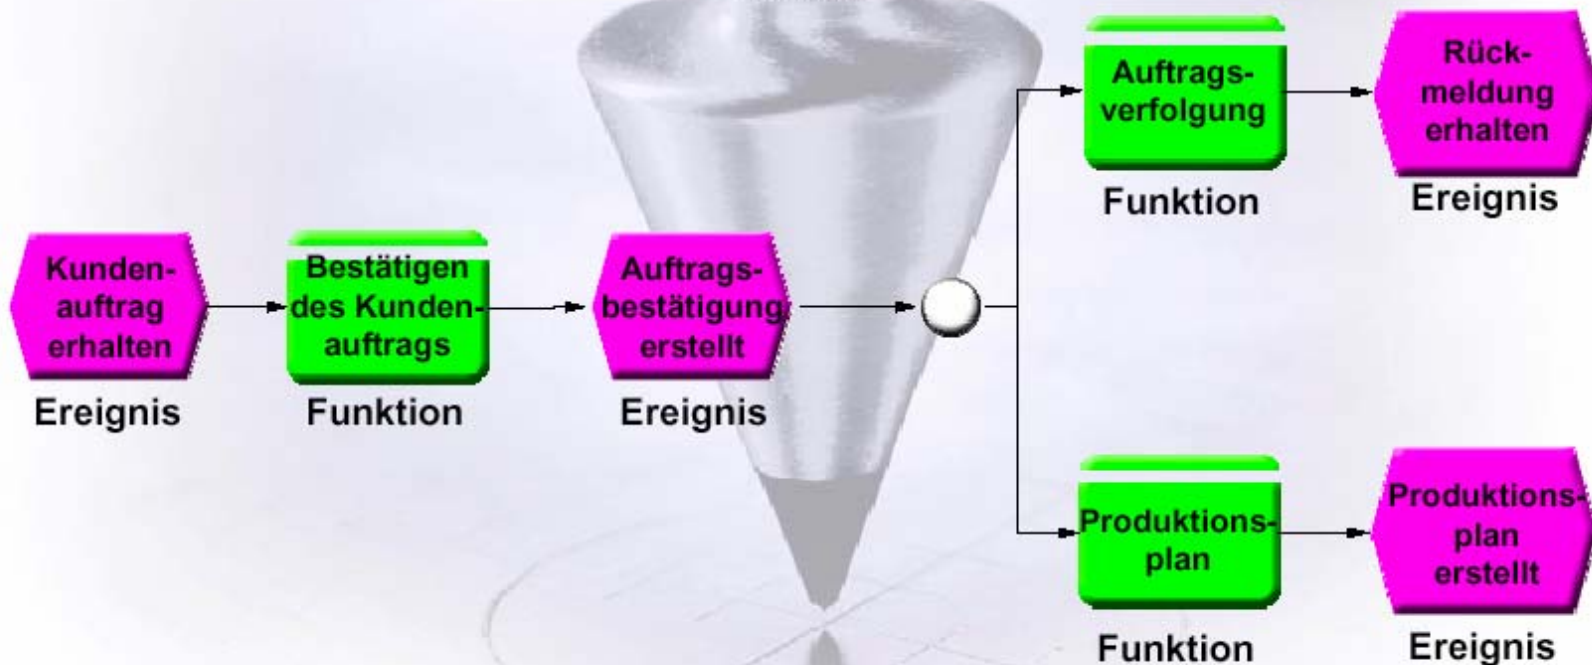 Kunden-
auftrag
erhalten
Ereignis
Bestätigen
des Kunden-
auftrags
Funktion
Auftrags-
bestätigung
erstellt
Ereignis
Auftrags-
verfolgung
Funktion
Rück-
meldung
erhalten
Ereignis
Produktions-
plan
Funktion
Produktions-
plan
erstellt
Ereignis